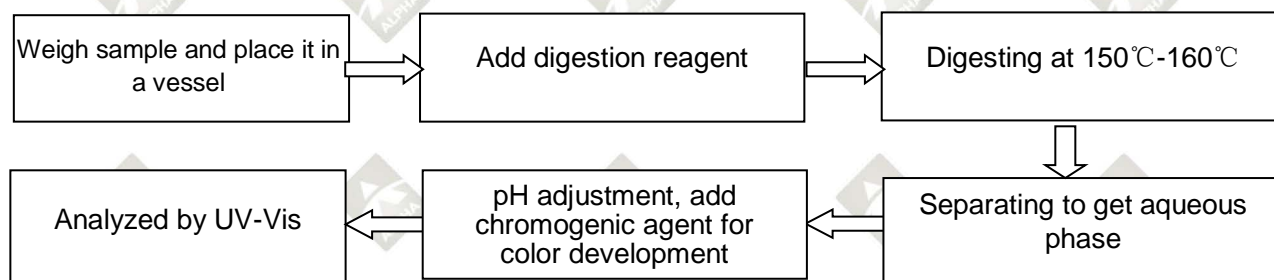 Weigh sample and place it in
a vessel
Add digestion reagent
Digesting at 150℃-160℃
Separating to get aqueous
phase
pH adjustment, add
chromogenic agent for
color development
Analyzed by UV-Vis